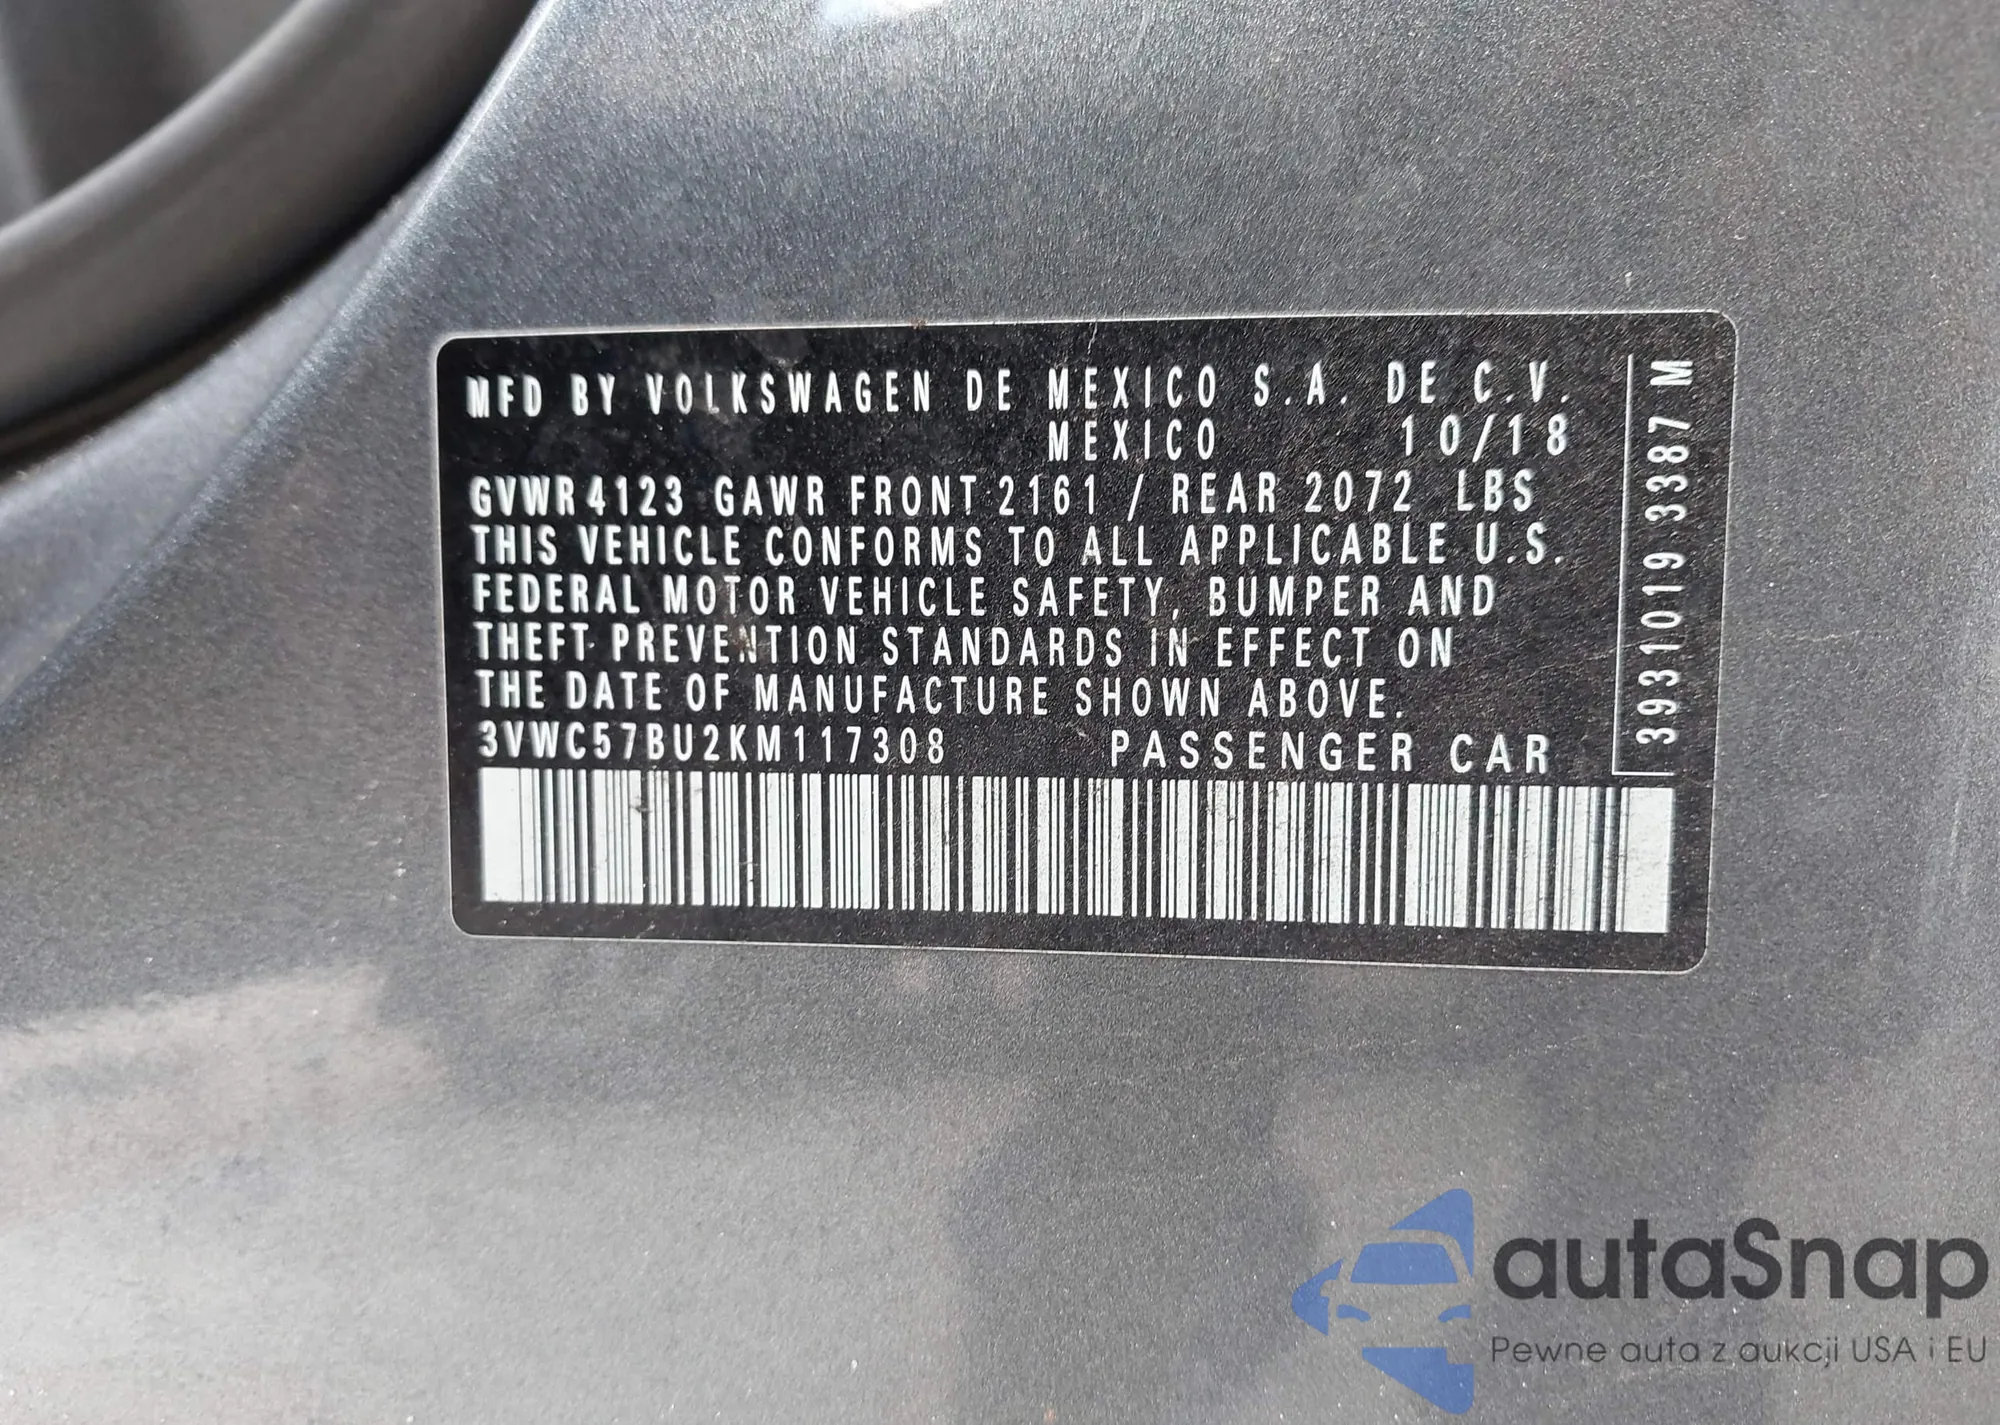 MFD BY VOLKSWAGEN DE MEXICO S.A. DE C.V.
MEXICO 10/18
GVWR 4123 GAWR FRONT 2161 / REAR 2072 LBS
THIS VEHICLE CONFORMS TO ALL APPLICABLE U.S.
FEDERAL MOTOR VEHICLE SAFETY, BUMPER AND
THEFT PREVENTION STANDARDS IN EFFECT ON
THE DATE OF MANUFACTURE SHOWN ABOVE.
3VWC57BU2KM117308 PASSENGER CAR
3931019 3387 M
autaSnap
Pewne auta z aukcji USA i EU